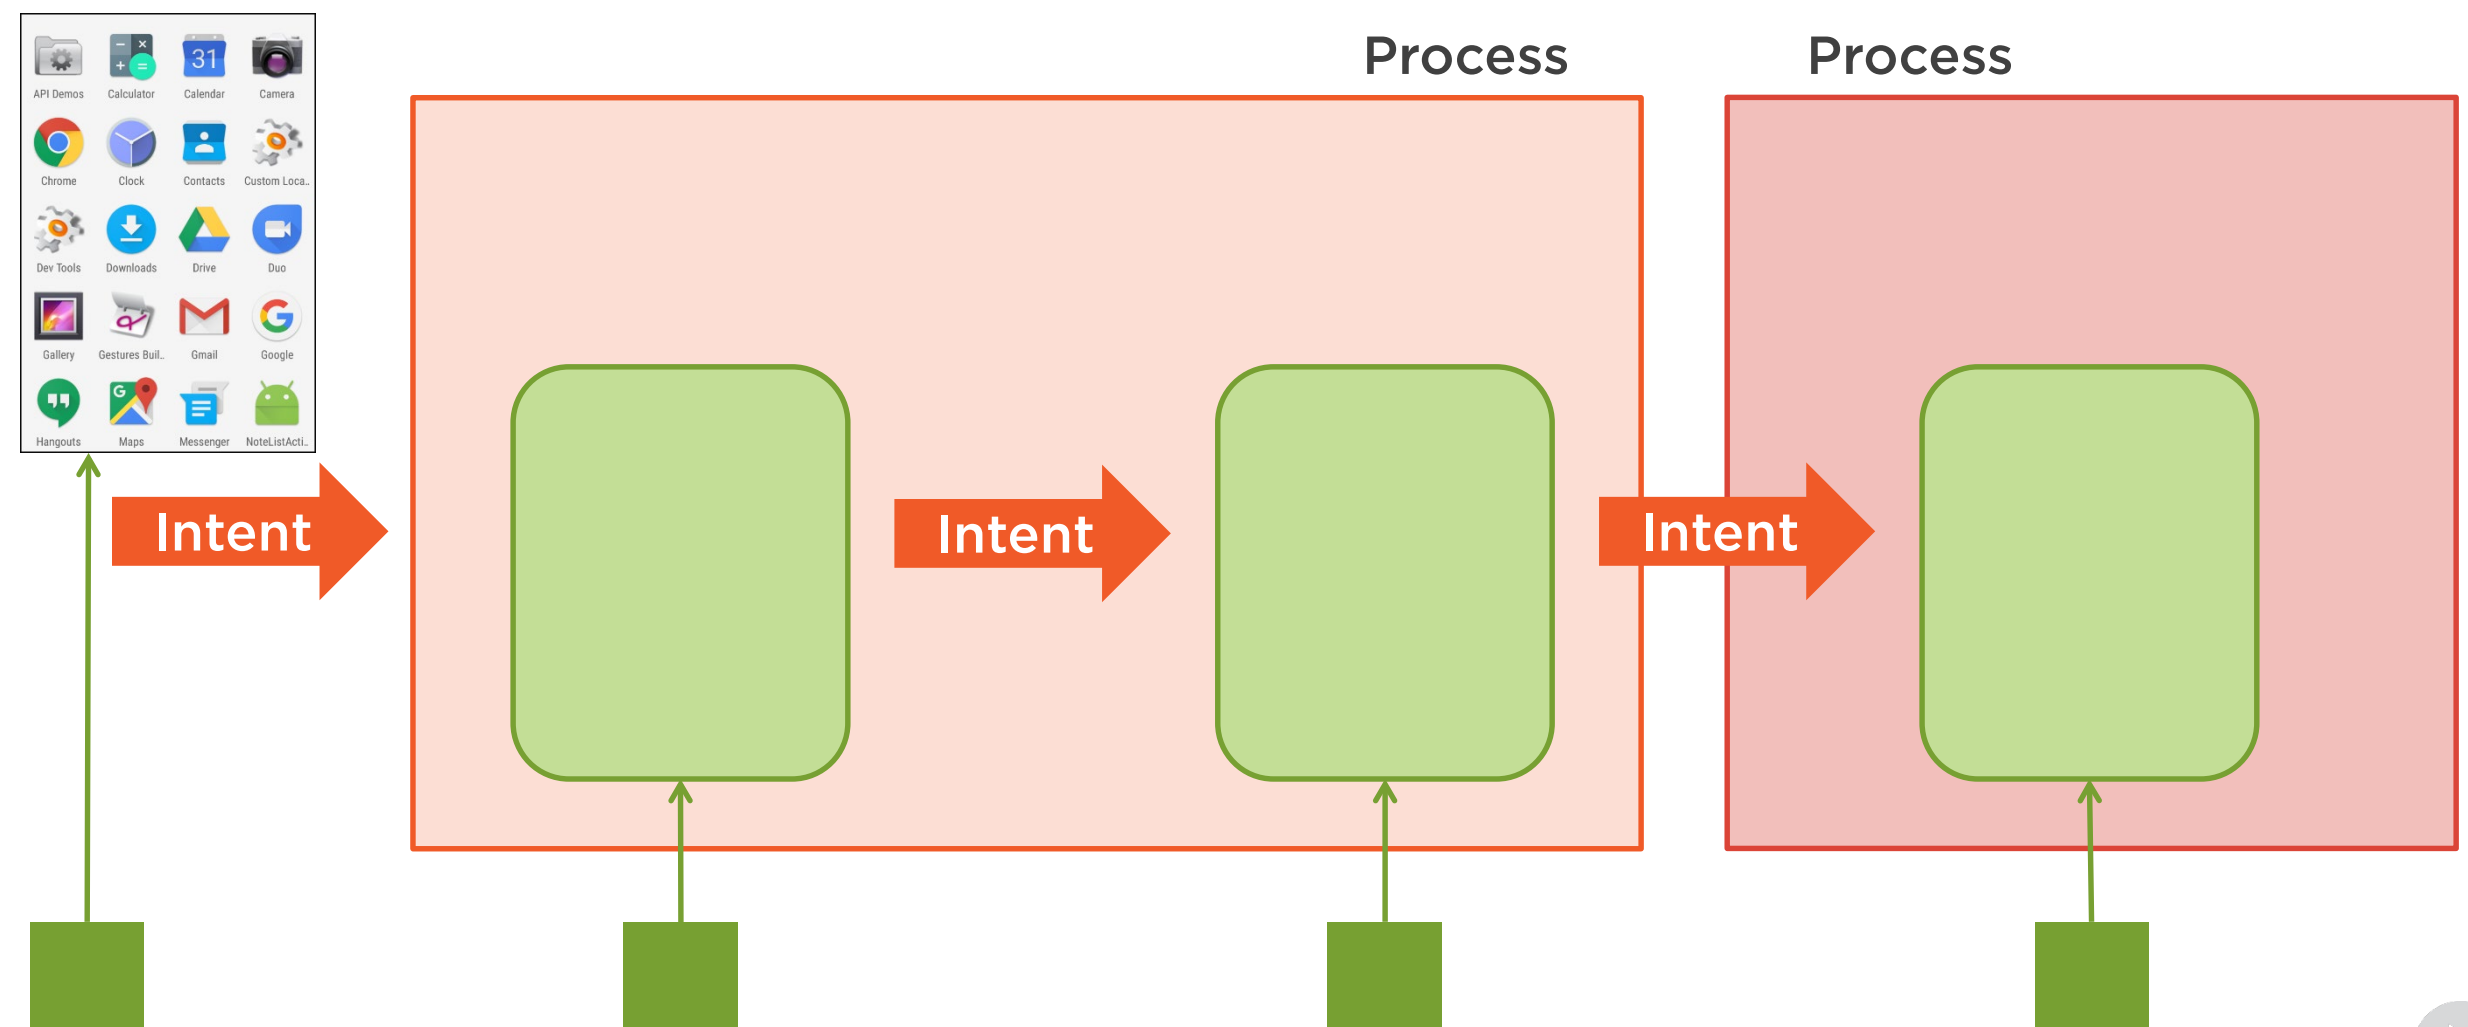 Process
Process
31
API Demos
Calculator
Calendar
Camera
Chrome
Clock
Contacts
Custom Loca..
Dev Tools
Downloads
Drive
Duo
G
Gallery
Gestures Buil..
Gmail
Google
G
Hangouts
Maps
Messenger
NoteListActi..
Intent
Intent
Intent